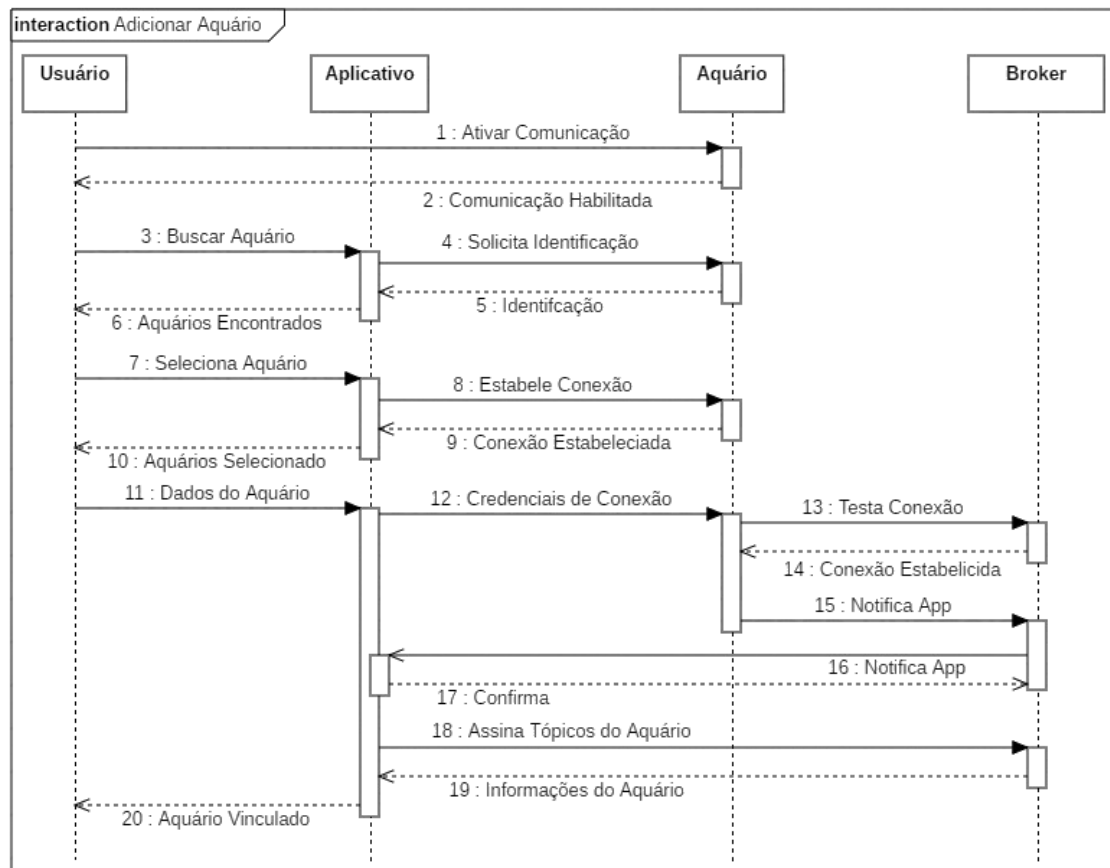 interaction Adicionar Aquário
Usuário
Aplicativo
Aquário
Broker
1 : Ativar Comunicação
2 : Comunicação Habilitada
3 : Buscar Aquário
4 : Solicita Identificação
5 : Identifcação
6 : Aquários Encontrados
7 : Seleciona Aquário
8 : Estabele Conexão
9 : Conexão Estabeleciada
10 : Aquários Selecionado
11 : Dados do Aquário
12 : Credenciais de Conexão
13 : Testa Conexão
14 : Conexão Estabelicida
15 : Notifica App
16 : Notifica App
17 : Confirma
18 : Assina Tópicos do Aquário
19 : Informações do Aquário
20 : Aquário Vinculado